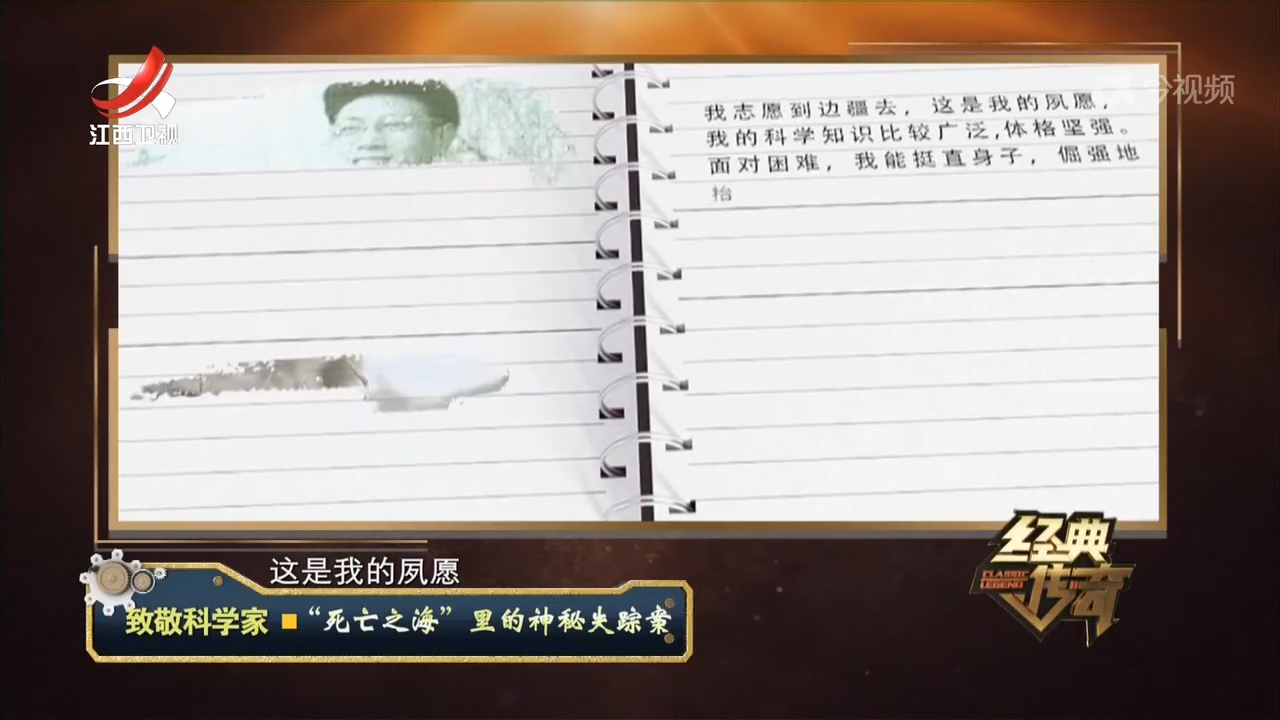 江西卫视
今视频
我志愿到边疆去，这是我的夙愿，
我的科学知识比较广泛,体格坚强。
面对困难，我能挺直身子，倔强地
抬
经典
CLASSIC
LEGEND
传奇
这是我的夙愿
致敬科学家■“死亡之海”里的神秘失踪案